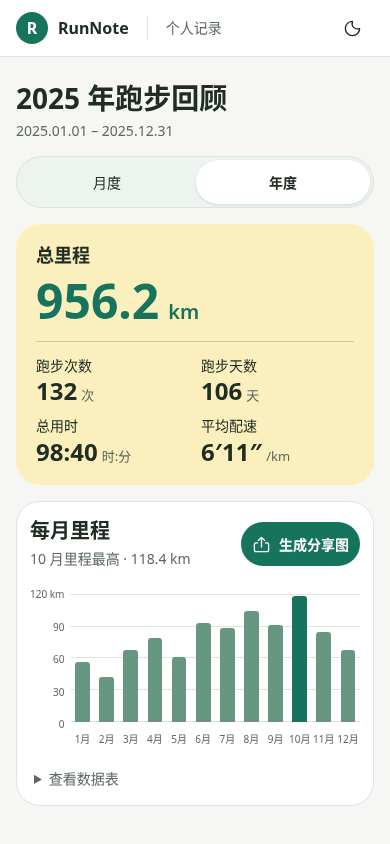 R RunNote 个人记录
2025 年跑步回顾
2025.01.01 – 2025.12.31
月度 年度
总里程
956.2 km
跑步次数 跑步天数
132 次 106 天
总用时 平均配速
98:40 时:分 6′11″ /km
每月里程
10 月里程最高 · 118.4 km
生成分享图
120 km
90
60
30
0
1月 2月 3月 4月 5月 6月 7月 8月 9月 10月 11月 12月
查看数据表